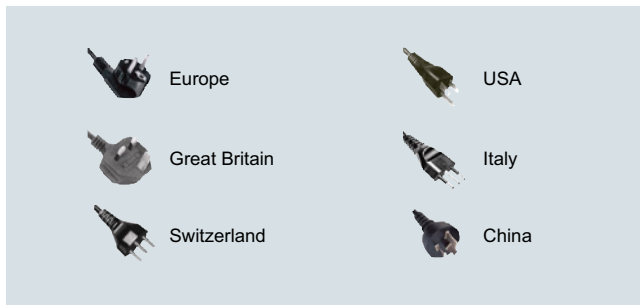 Europe
USA
Great Britain
Italy
Switzerland
China